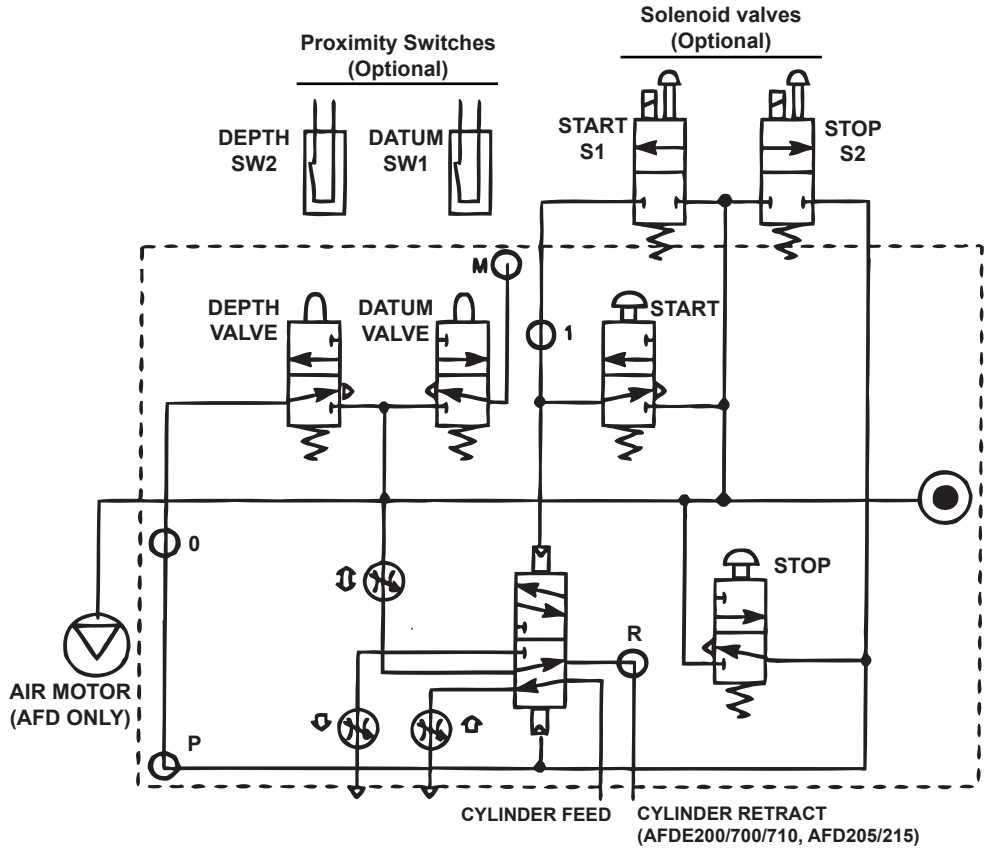 Solenoid valves
(Optional)
Proximity Switches
(Optional)
START
S1
STOP
S2
DEPTH
SW2
DATUM
SW1
M
DEPTH
VALVE
DATUM
VALVE
START
1
0
STOP
R
AIR MOTOR
(AFD ONLY)
P
CYLINDER FEED
CYLINDER RETRACT
(AFDE200/700/710, AFD205/215)